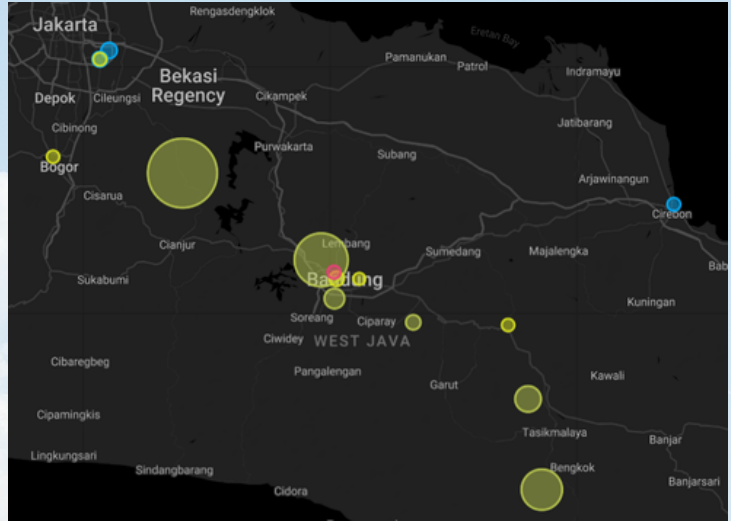 Rengasdengklok
Jakarta
Eretan Bay
Pamanukan
Patrol
Indramayu
Bekasi
Regency
Depok
Cileungsi
Cikampek
Jatibarang
Cibinong
Purwakarta
Subang
Bogor
Arjawinangun
Cisarua
Cirebon
Cianjur
Lembang
Sumedang
Majalengka
Bab
Sukabumi
Bandung
Kuningan
Soreang
Ciparay
Ciwidey
WEST JAVA
Cibaregbeg
Pangalengan
Garut
Kawali
Cipamingkis
Tasikmalaya
Banjar
Lingkungsari
Sindangbarang
Bengkok
Banjarsari
Cidora